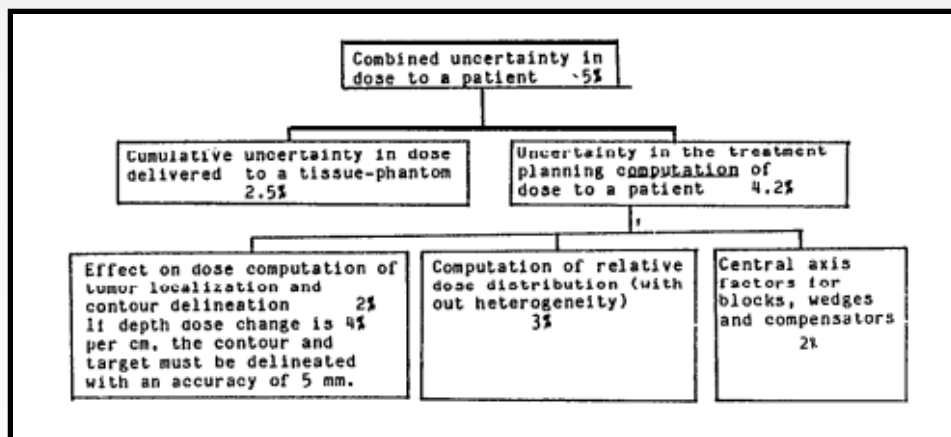 Combined uncertainty in
dose to a patient ~5%
Cumulative uncertainty in dose
delivered to a tissue-phantom
2.5%
Uncertainty in the treatment
planning computation of
dose to a patient 4.2%
Effect on dose computation of
tumor localization and
contour delineation 2%
If depth dose change is 4%
per cm, the contour and
target must be delineated
with an accuracy of 5 mm.
Computation of relative
dose distribution (with
out heterogeneity)
3%
Central axis
factors for
blocks, wedges
and compensators
2%